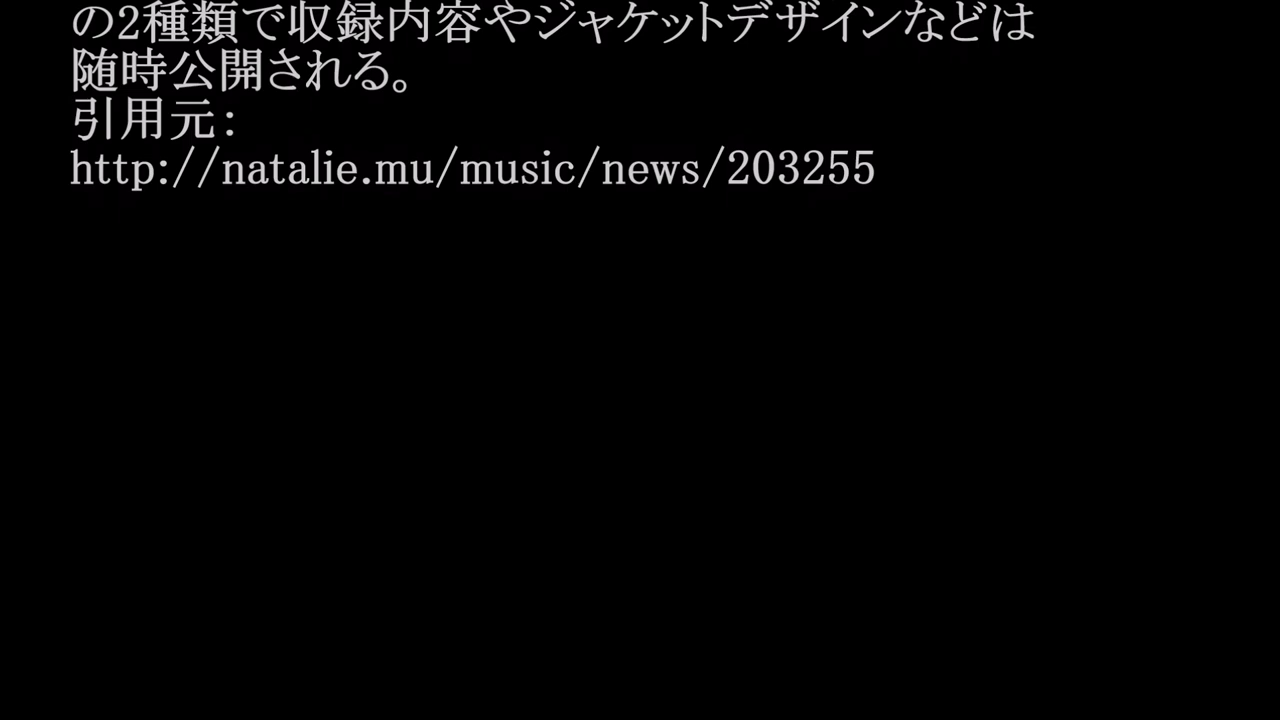 の2種類で収録内容やジャケットデザインなどは
随時公開される。
引用元：
http://natalie.mu/music/news/203255